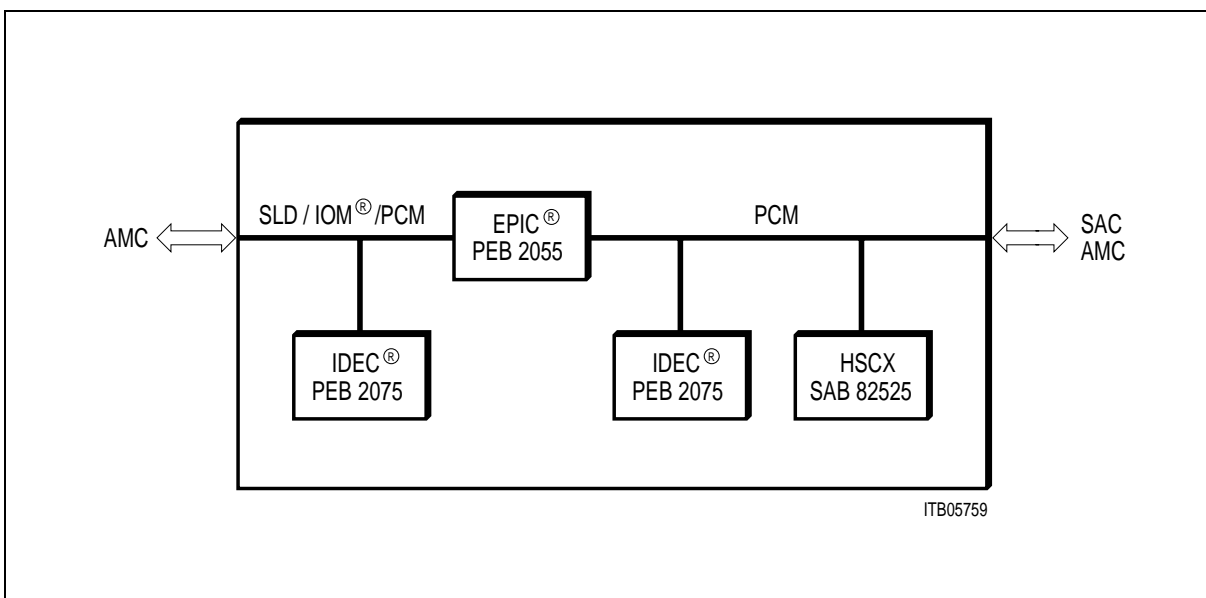 SLD / IOM®/PCM
EPIC®
PEB 2055
PCM
AMC
SAC
AMC
IDEC®
PEB 2075
IDEC®
PEB 2075
HSCX
SAB 82525
ITB05759